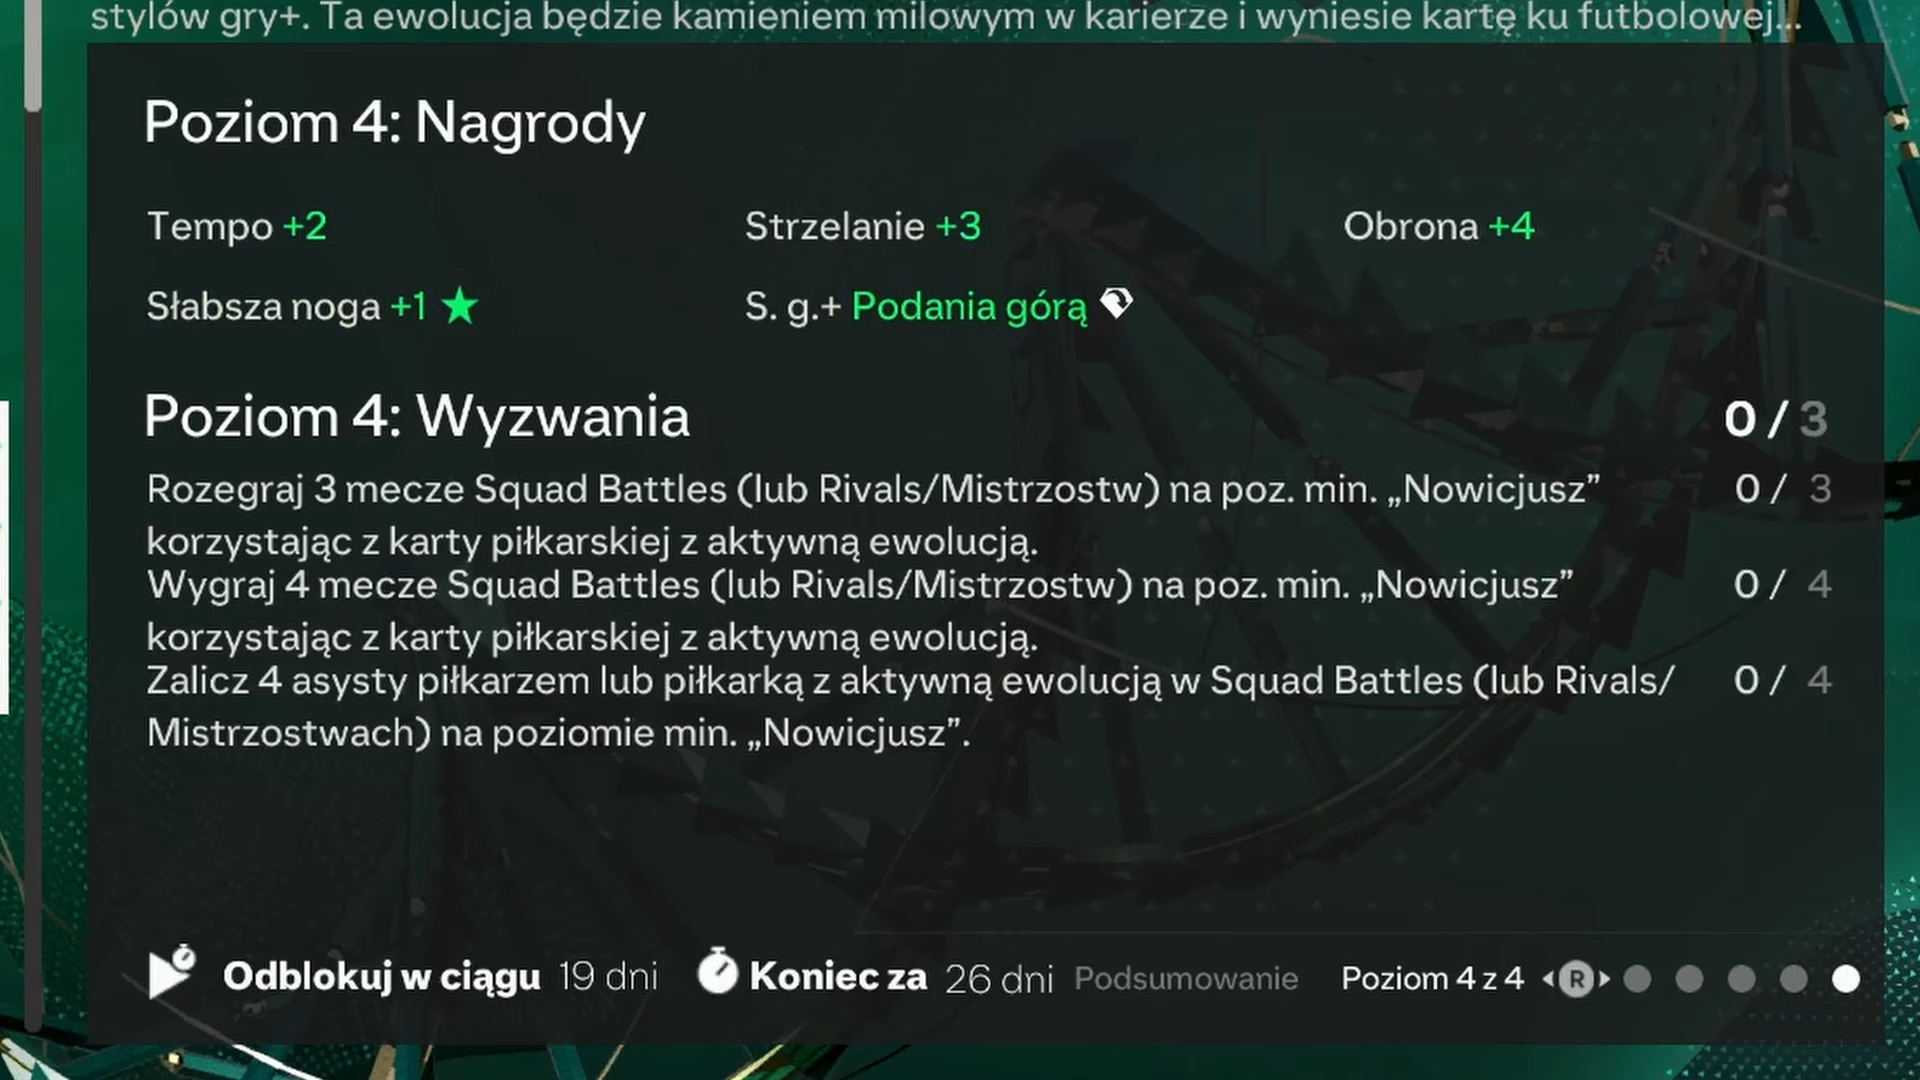 stylów gry+. Ta ewolucja będzie kamieniem milowym w karierze i wyniesie kartę ku futbolowej...
Poziom 4: Nagrody
Tempo +2 Strzelanie +3 Obrona +4
Słabsza noga +1 ★ S. g.+ Podania górą
Poziom 4: Wyzwania 0 / 3
Rozegraj 3 mecze Squad Battles (lub Rivals/Mistrzostw) na poz. min. „Nowicjusz” 0 / 3
korzystając z karty piłkarskiej z aktywną ewolucją.
Wygraj 4 mecze Squad Battles (lub Rivals/Mistrzostw) na poz. min. „Nowicjusz” 0 / 4
korzystając z karty piłkarskiej z aktywną ewolucją.
Zalicz 4 asysty piłkarzem lub piłkarką z aktywną ewolucją w Squad Battles (lub Rivals/ 0 / 4
Mistrzostwach) na poziomie min. „Nowicjusz”.
Odblokuj w ciągu 19 dni Koniec za 26 dni Podsumowanie Poziom 4 z 4 R